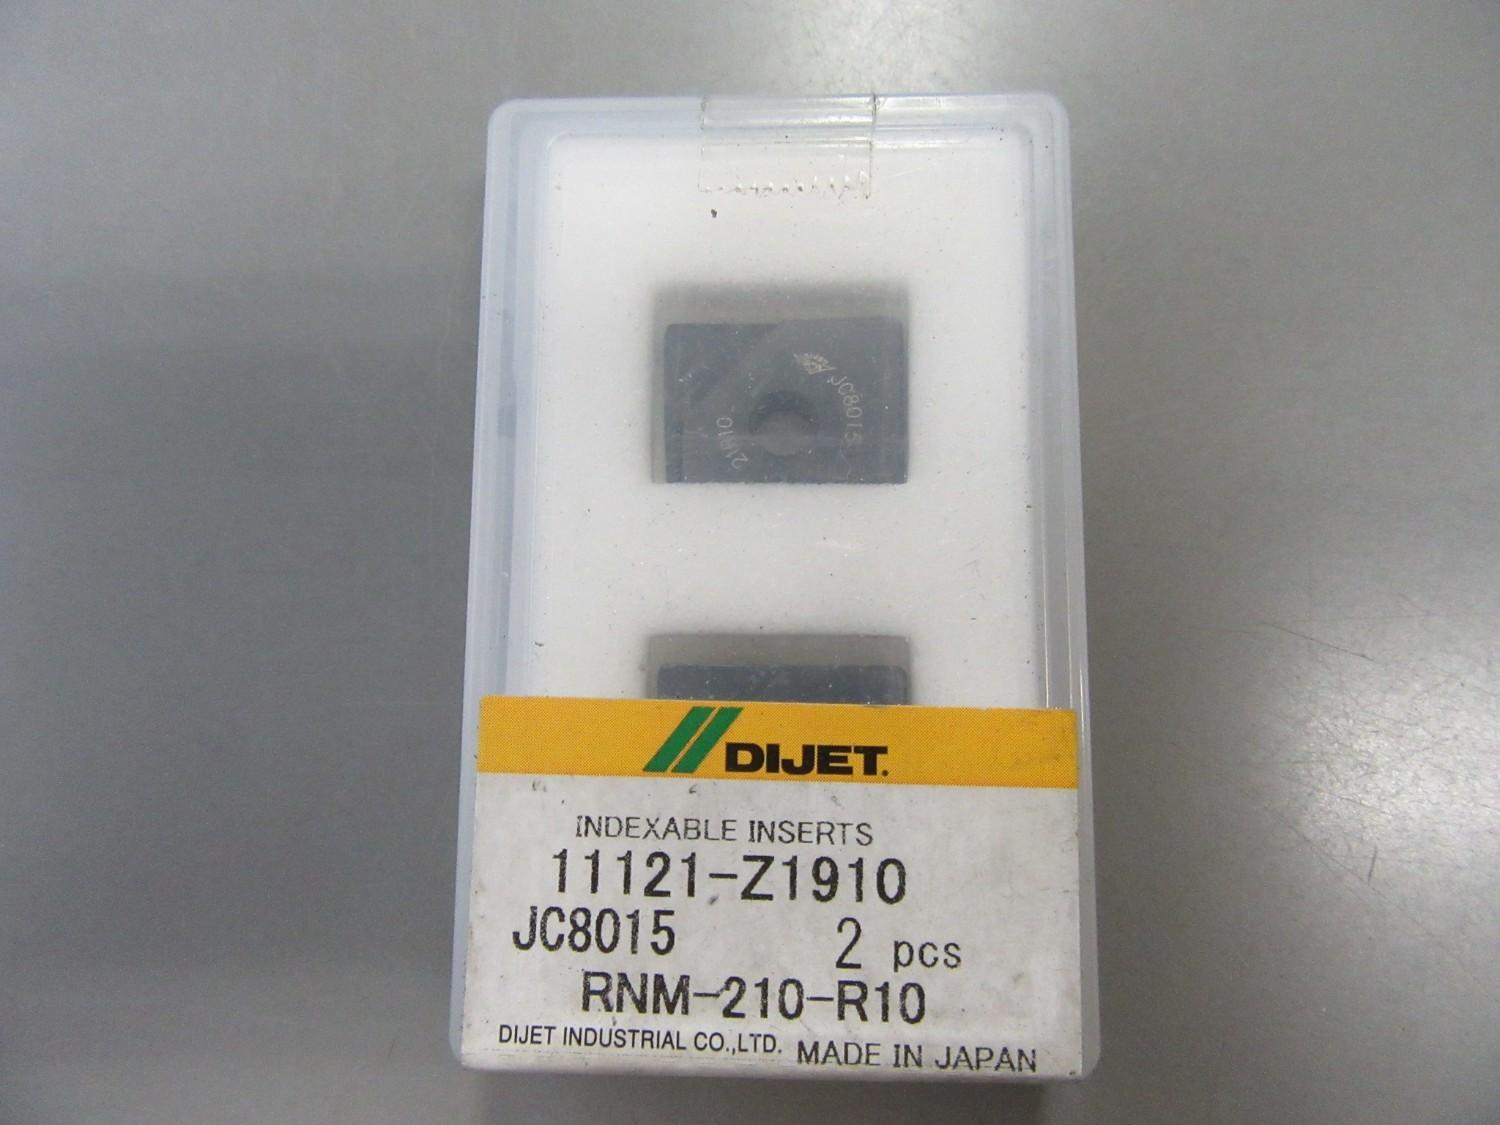 JC8015
21R10
DIJET.
INDEXABLE INSERTS
11121-Z1910
JC8015 2 pcs
RNM-210-R10
DIJET INDUSTRIAL CO.,LTD. MADE IN JAPAN